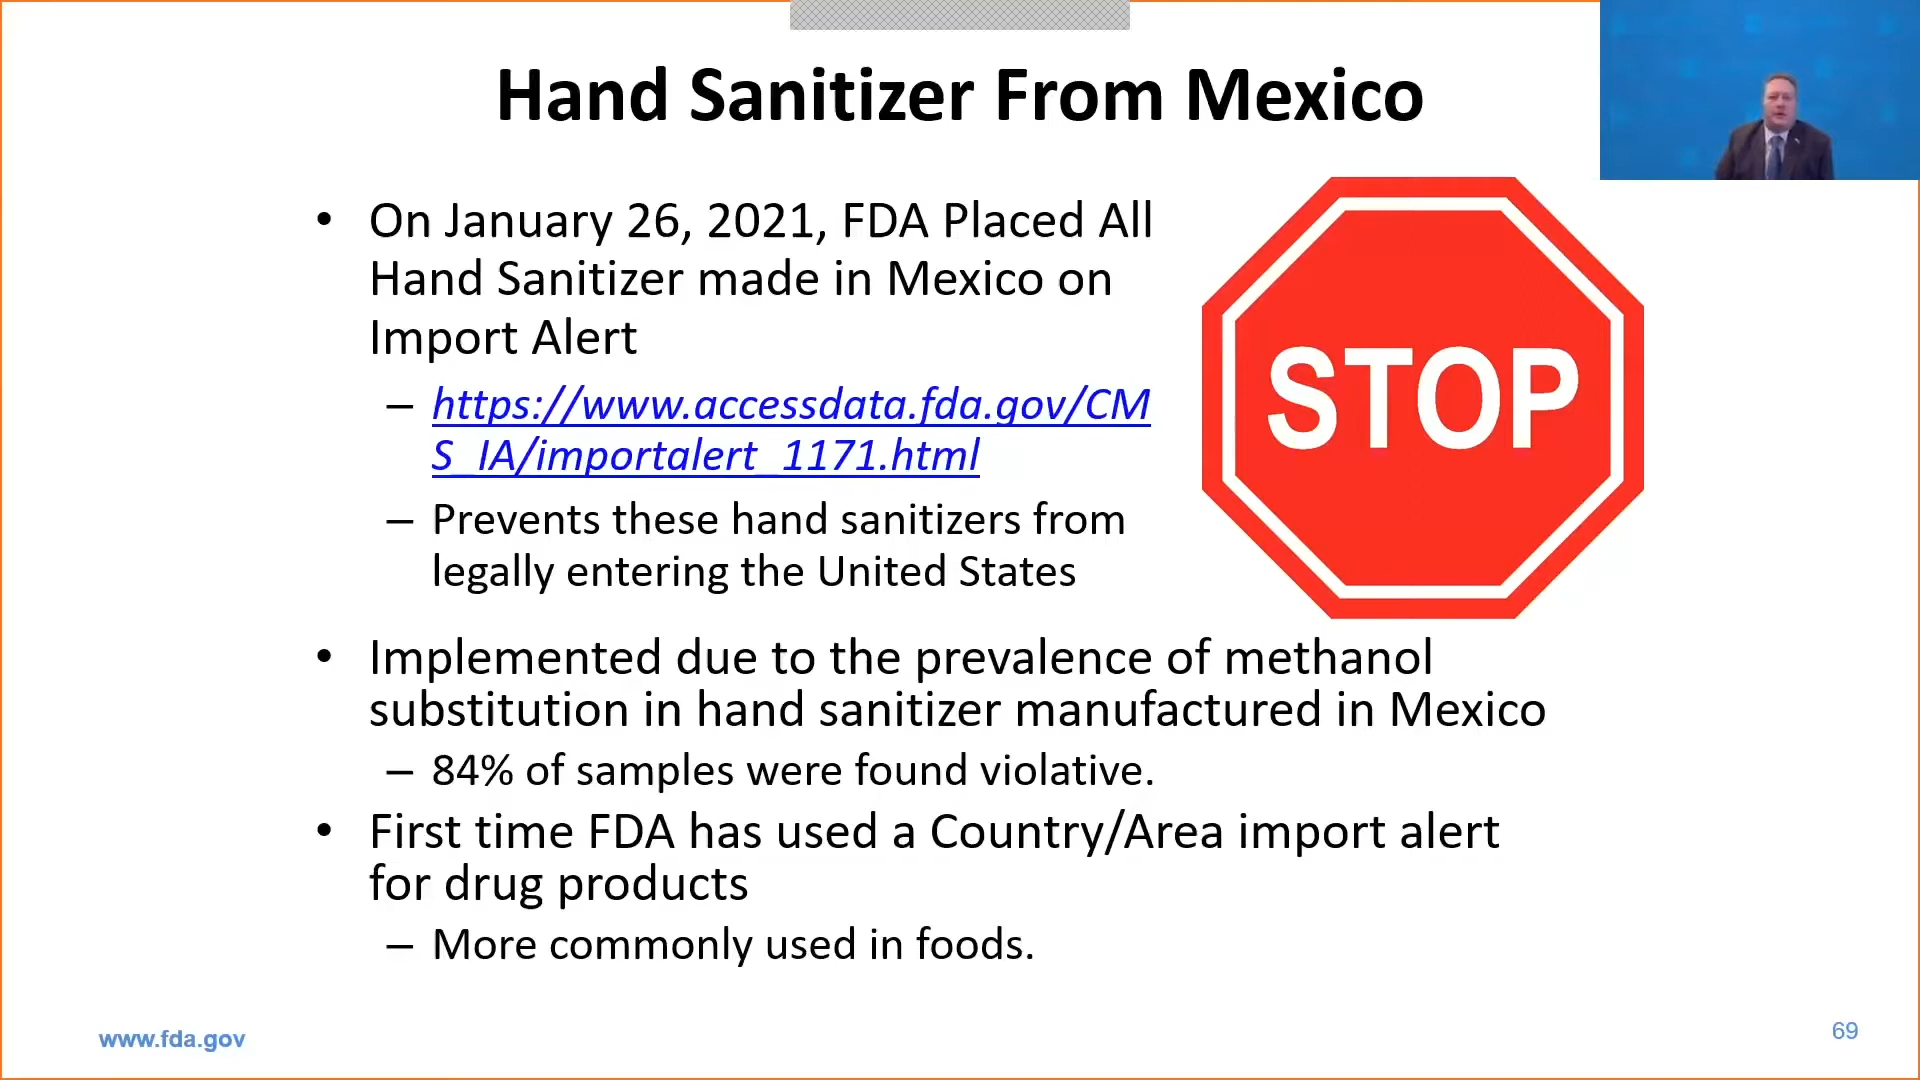 Hand Sanitizer From Mexico
• On January 26, 2021, FDA Placed All
Hand Sanitizer made in Mexico on
Import Alert
– https://www.accessdata.fda.gov/CM
S_IA/importalert_1171.html
– Prevents these hand sanitizers from
legally entering the United States
STOP
• Implemented due to the prevalence of methanol
substitution in hand sanitizer manufactured in Mexico
– 84% of samples were found violative.
• First time FDA has used a Country/Area import alert
for drug products
– More commonly used in foods.
www.fda.gov
69